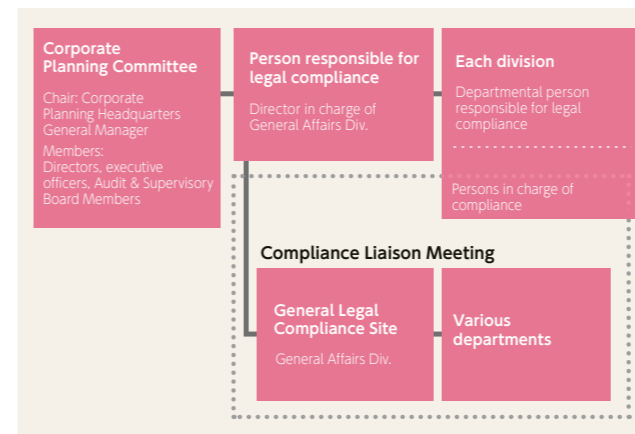 Corporate
Planning Committee
Chair: Corporate
Planning Headquarters
General Manager
Members:
Directors, executive
officers, Audit & Supervisory
Board Members
Person responsible for
legal compliance
Director in charge of
General Affairs Div.
Each division
Departmental person
responsible for legal
compliance
Persons in charge of
compliance
Compliance Liaison Meeting
General Legal
Compliance Site
General Affairs Div.
Various
departments